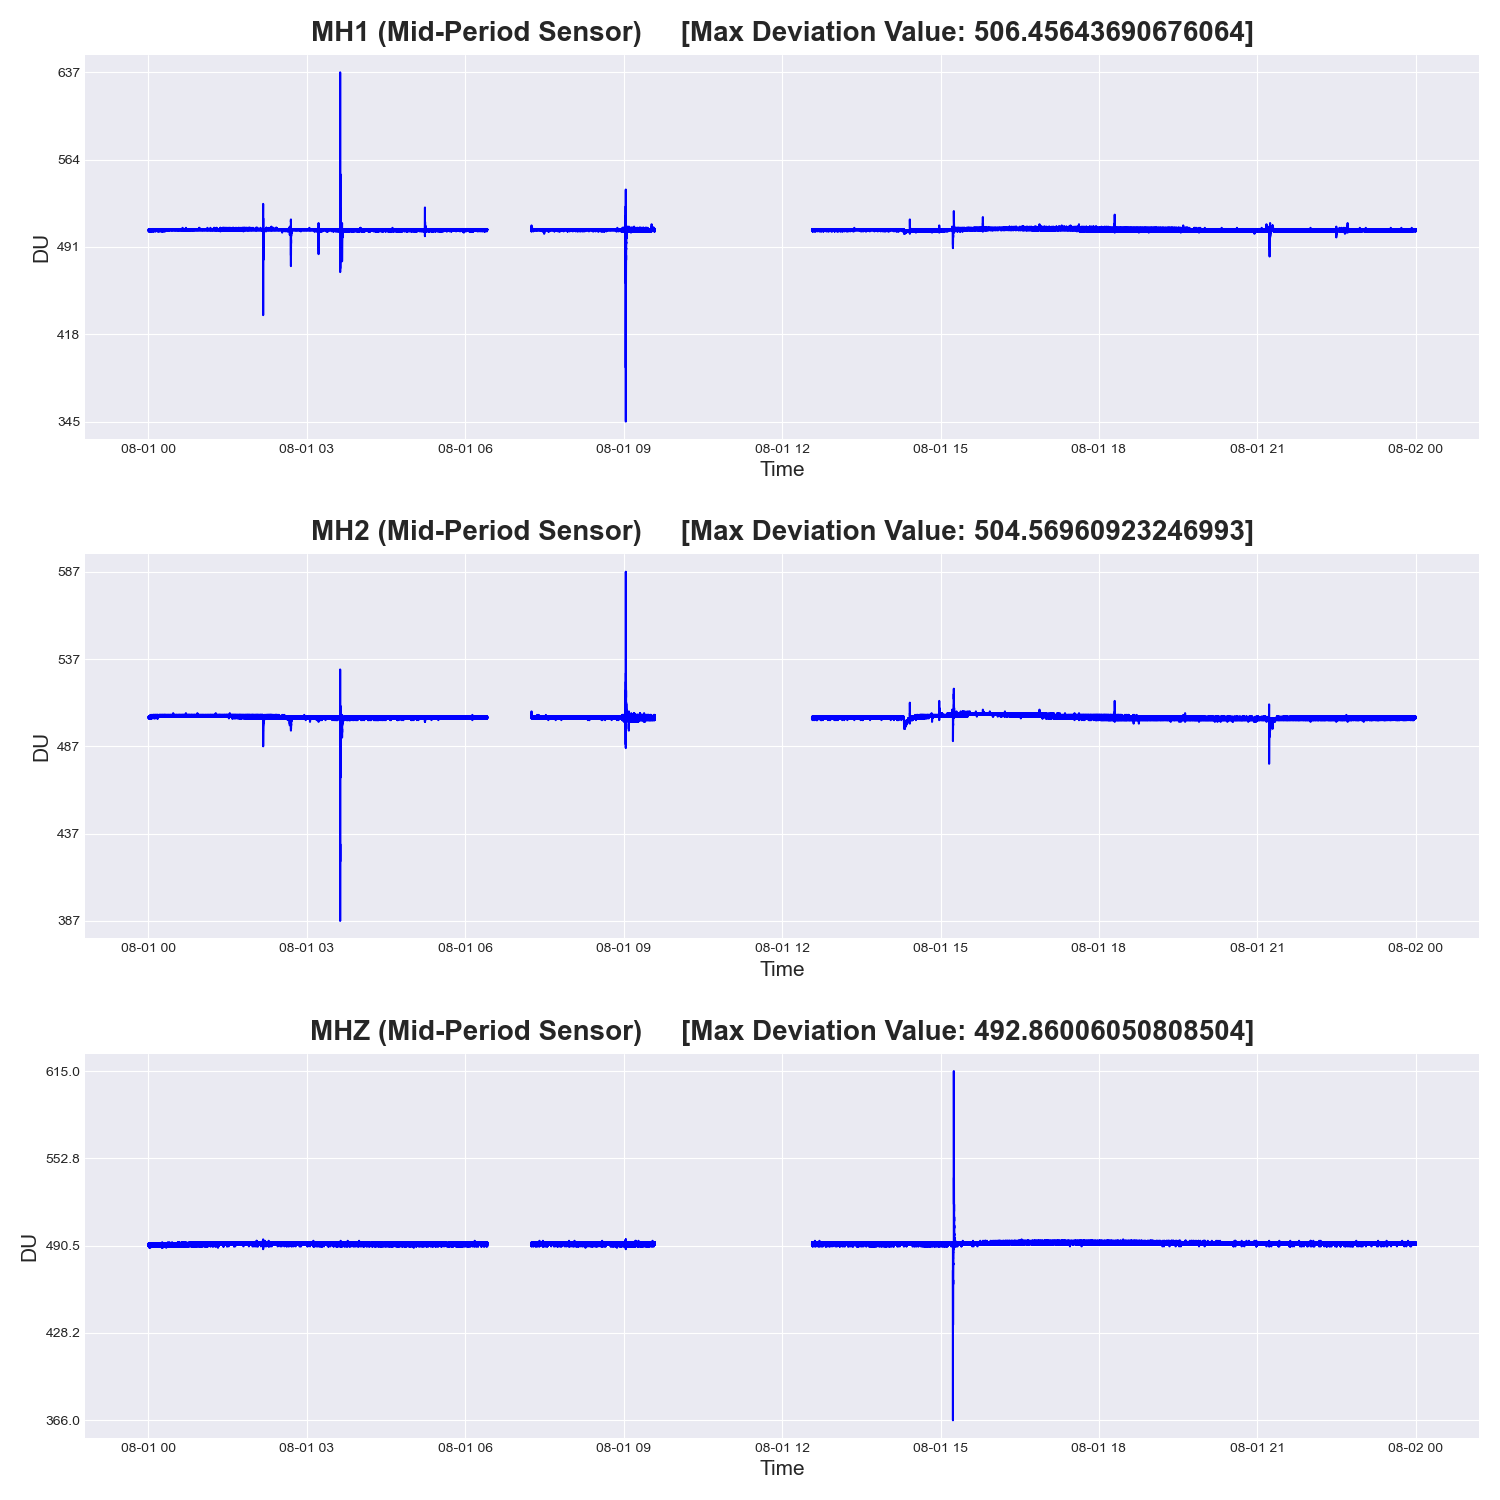 MH1 (Mid-Period Sensor) [Max Deviation Value: 506.45643690676064]
637
564
491
418
345
DU
08-01 00 08-01 03 08-01 06 08-01 09 08-01 12 08-01 15 08-01 18 08-01 21 08-02 00
Time
MH2 (Mid-Period Sensor) [Max Deviation Value: 504.56960923246993]
587
537
487
437
387
DU
08-01 00 08-01 03 08-01 06 08-01 09 08-01 12 08-01 15 08-01 18 08-01 21 08-02 00
Time
MHZ (Mid-Period Sensor) [Max Deviation Value: 492.86006050808504]
615.0
552.8
490.5
428.2
366.0
DU
08-01 00 08-01 03 08-01 06 08-01 09 08-01 12 08-01 15 08-01 18 08-01 21 08-02 00
Time